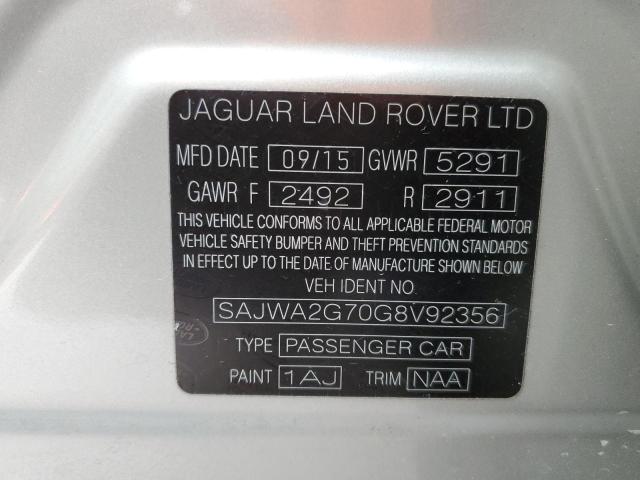 JAGUAR LAND ROVER LTD
MFD DATE 09/15 GVWR 5291
GAWR F 2492 R 2911
THIS VEHICLE CONFORMS TO ALL APPLICABLE FEDERAL MOTOR
VEHICLE SAFETY BUMPER AND THEFT PREVENTION STANDARDS
IN EFFECT UP TO THE DATE OF MANUFACTURE SHOWN BELOW
VEH IDENT NO.
SAJWA2G70G8V92356
TYPE PASSENGER CAR
PAINT 1AJ TRIM NAA